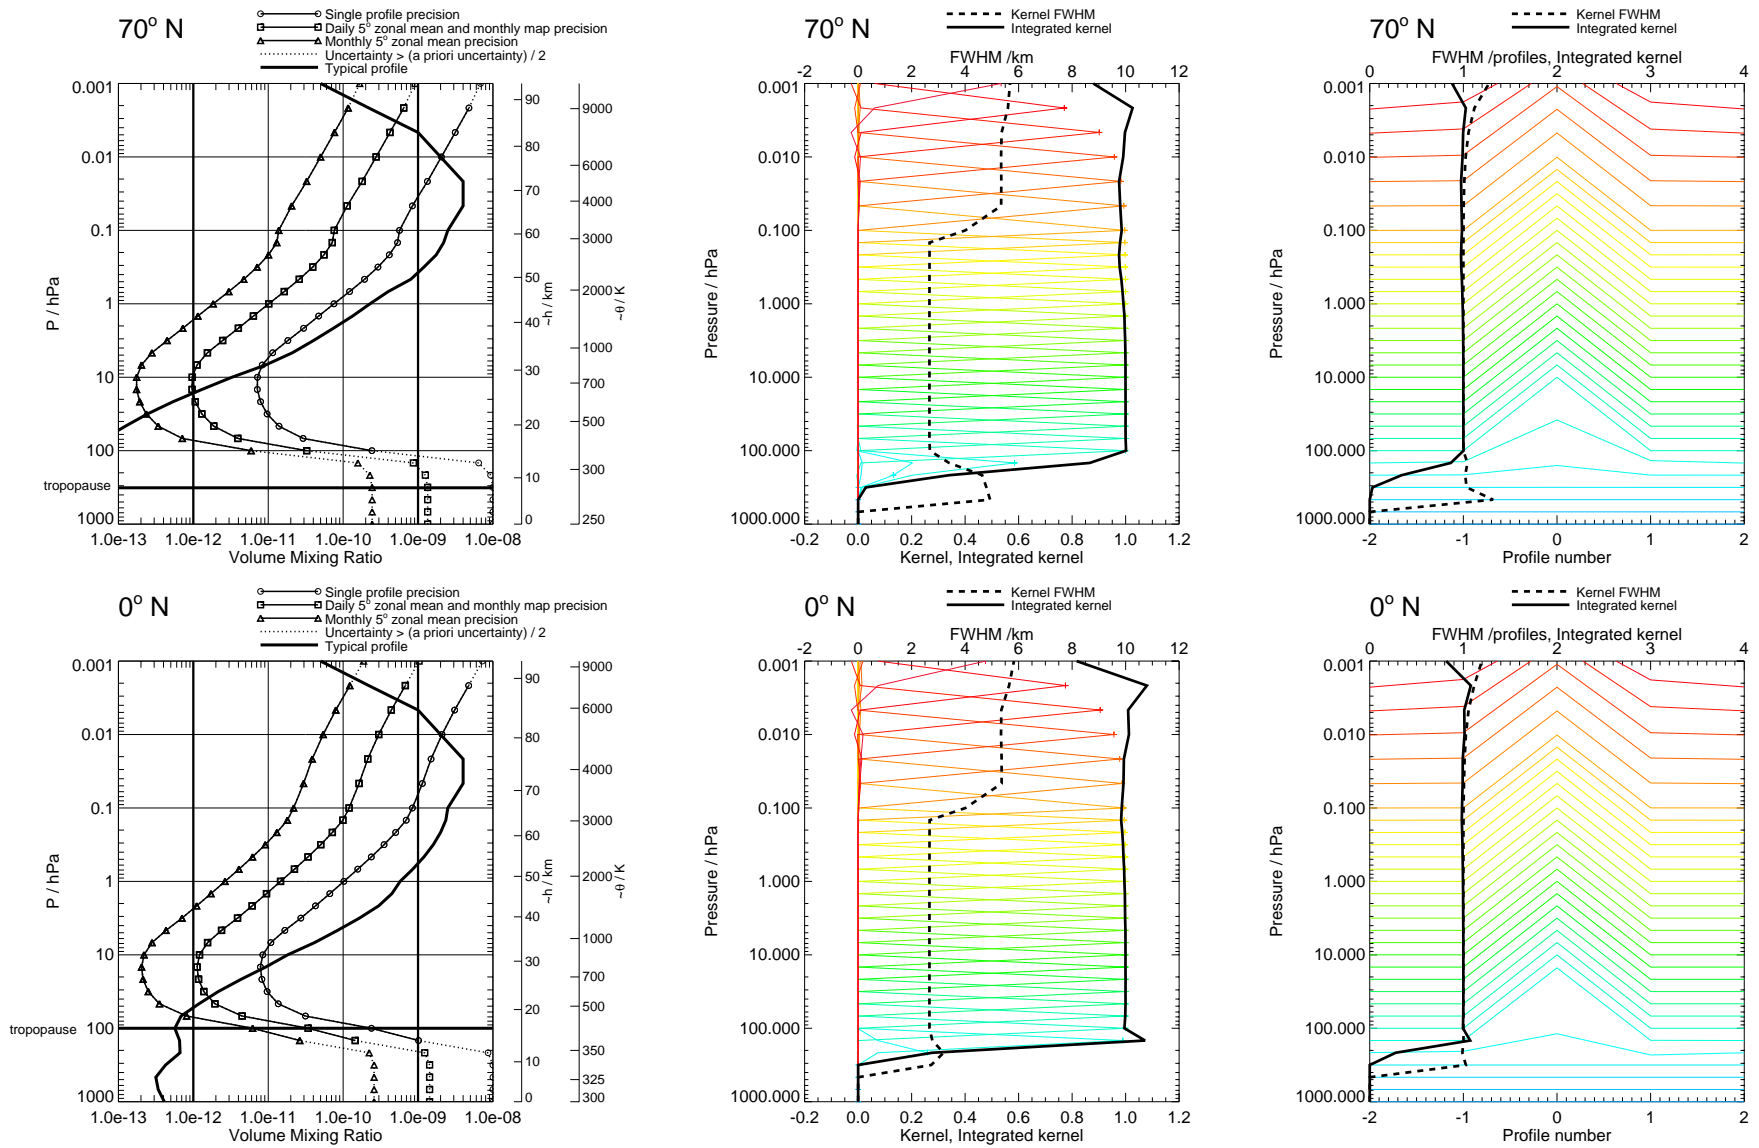 70° N
Single profile precision
Daily 5° zonal mean and monthly map precision
Monthly 5° zonal mean precision
Uncertainty > (a priori uncertainty) / 2
Typical profile
0.001
0.01
0.1
1
10
100
1000
P / hPa
tropopause
1.0e-13 1.0e-12 1.0e-11 1.0e-10 1.0e-09 1.0e-08
Volume Mixing Ratio
90
80
70
60
50
40
30
20
10
0
~h / km
9000
6000
4000
3000
2000
1000
700
500
300
250
~θ / K
70° N
Kernel FWHM
Integrated kernel
FWHM /km
-2 0 2 4 6 8 10 12
0.001
0.010
0.100
1.000
10.000
100.000
1000.000
Pressure / hPa
-0.2 0.0 0.2 0.4 0.6 0.8 1.0 1.2
Kernel, Integrated kernel
70° N
Kernel FWHM
Integrated kernel
FWHM /profiles, Integrated kernel
0 1 2 3 4
0.001
0.010
0.100
1.000
10.000
100.000
1000.000
Pressure / hPa
-2 -1 0 1 2
Profile number
0° N
Single profile precision
Daily 5° zonal mean and monthly map precision
Monthly 5° zonal mean precision
Uncertainty > (a priori uncertainty) / 2
Typical profile
0.001
0.01
0.1
1
10
100
1000
P / hPa
tropopause
1.0e-13 1.0e-12 1.0e-11 1.0e-10 1.0e-09 1.0e-08
Volume Mixing Ratio
90
80
70
60
50
40
30
20
10
0
~h / km
9000
6000
4000
3000
2000
1000
700
500
350
325
300
~θ / K
0° N
Kernel FWHM
Integrated kernel
FWHM /km
-2 0 2 4 6 8 10 12
0.001
0.010
0.100
1.000
10.000
100.000
1000.000
Pressure / hPa
-0.2 0.0 0.2 0.4 0.6 0.8 1.0 1.2
Kernel, Integrated kernel
0° N
Kernel FWHM
Integrated kernel
FWHM /profiles, Integrated kernel
0 1 2 3 4
0.001
0.010
0.100
1.000
10.000
100.000
1000.000
Pressure / hPa
-2 -1 0 1 2
Profile number